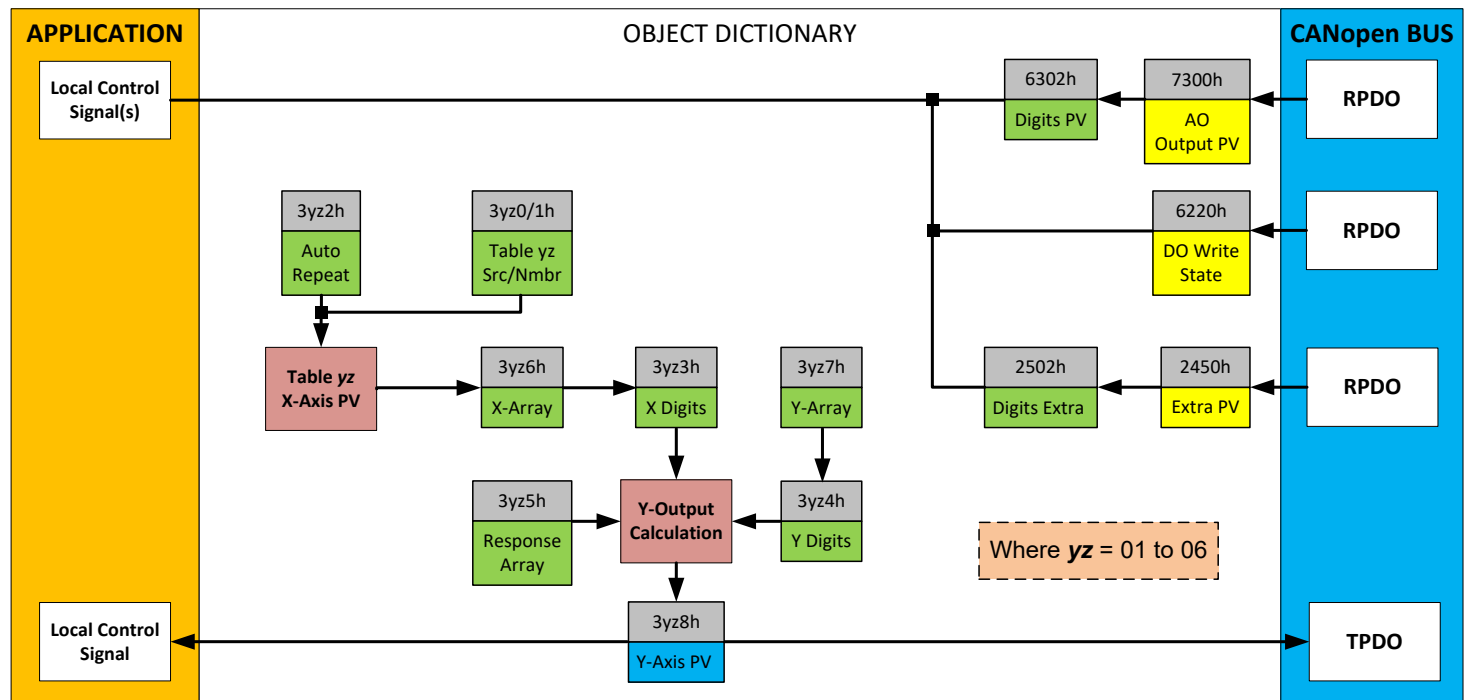 APPLICATION
OBJECT DICTIONARY
CANopen BUS
Local Control
Signal(s)
6302h
Digits PV
7300h
AO
Output PV
RPDO
3yz2h
Auto
Repeat
3yz0/1h
Table yz
Src/Nmbr
6220h
DO Write
State
RPDO
Table yz
X-Axis PV
3yz6h
X-Array
3yz3h
X Digits
3yz7h
Y-Array
2502h
Digits Extra
2450h
Extra PV
RPDO
3yz5h
Response
Array
Y-Output
Calculation
3yz4h
Y Digits
Where yz = 01 to 06
Local Control
Signal
3yz8h
Y-Axis PV
TPDO